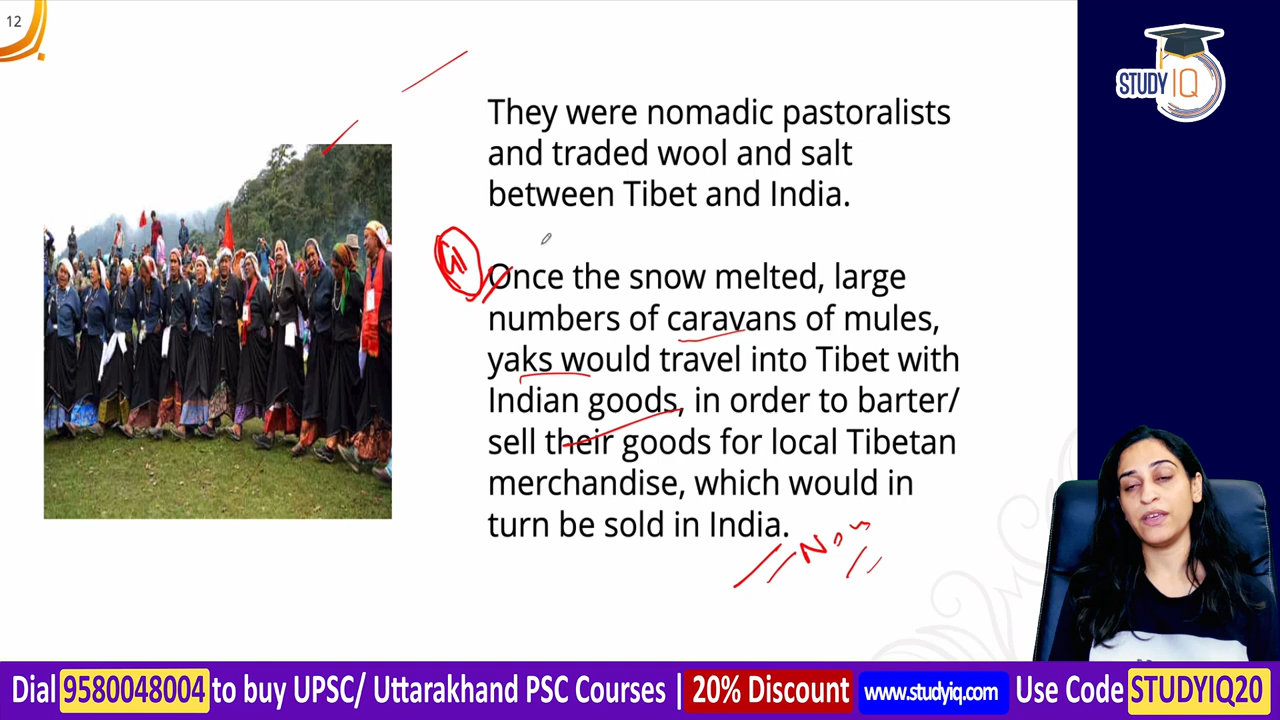 12
STUDY IQ
They were nomadic pastoralists
and traded wool and salt
between Tibet and India.
Once the snow melted, large
numbers of caravans of mules,
yaks would travel into Tibet with
Indian goods, in order to barter/
sell their goods for local Tibetan
merchandise, which would in
turn be sold in India.
Dial 9580048004 to buy UPSC/ Uttarakhand PSC Courses | 20% Discount www.studyiq.com Use Code STUDYIQ20